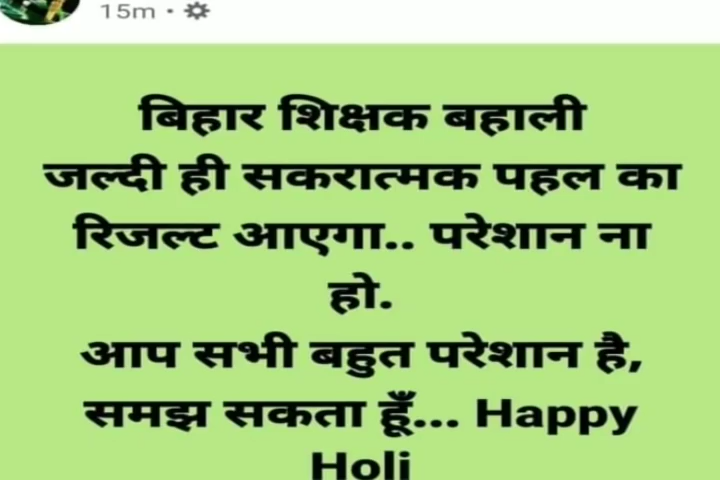 15m
बिहार शिक्षक बहाली
जल्दी ही सकरात्मक पहल का
रिजल्ट आएगा.. परेशान ना
हो.
आप सभी बहुत परेशान है,
समझ सकता हूँ... Happy
Holi